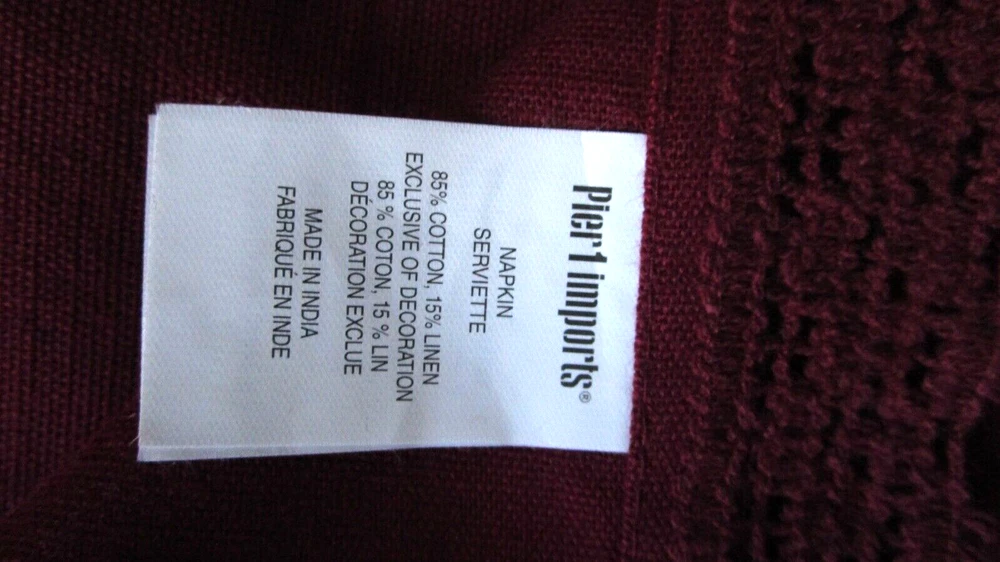 Pier 1 imports®
NAPKIN
SERVIETTE
85% COTTON, 15% LINEN
EXCLUSIVE OF DECORATION
85 % COTON, 15 % LIN
DÉCORATION EXCLUE
MADE IN INDIA
FABRIQUÉ EN INDE